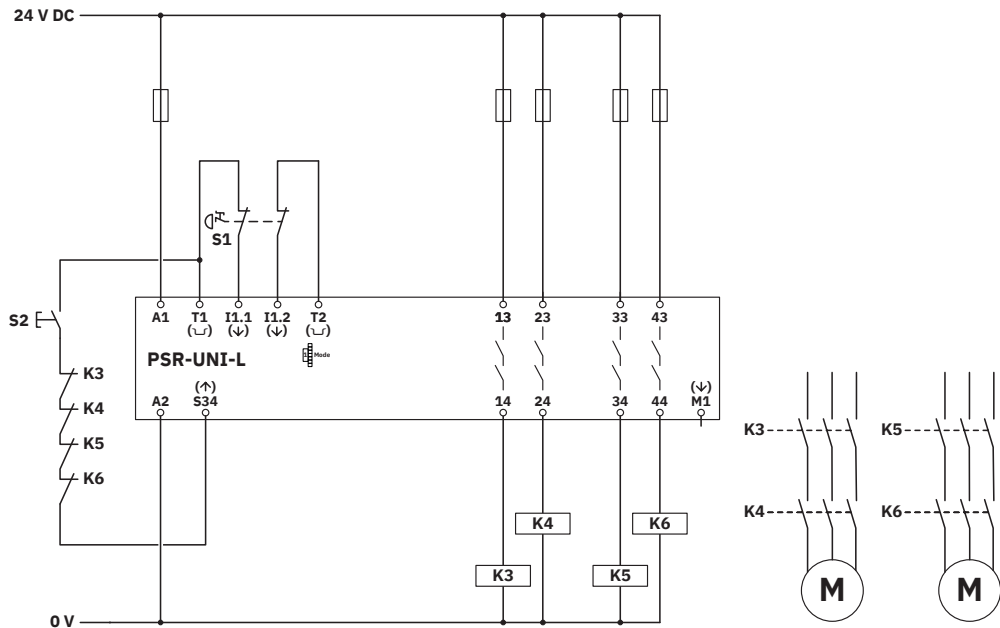 24 V DC
S1
A1 T1 I1.1 I1.2 T2 13 23 33 43
S2
1 Mode
PSR-UNI-L
K3
A2 S34 14 24 34 44 M1
K4
K5
K6
K3 K5
K4 K6
K4 K6
K3 K5
M M
0 V